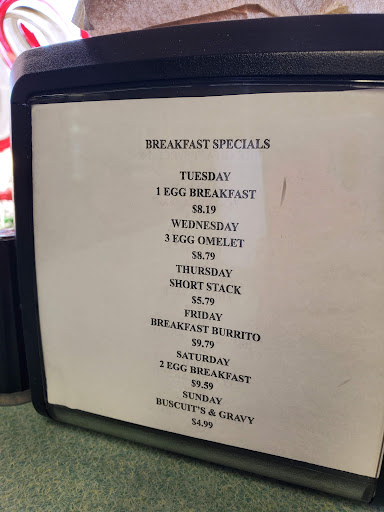 BREAKFAST SPECIALS
TUESDAY
1 EGG BREAKFAST
$8.19
WEDNESDAY
3 EGG OMELET
$8.79
THURSDAY
SHORT STACK
$5.79
FRIDAY
BREAKFAST BURRITO
$9.79
SATURDAY
2 EGG BREAKFAST
$9.59
SUNDAY
BUSCUIT'S & GRAVY
$4.99